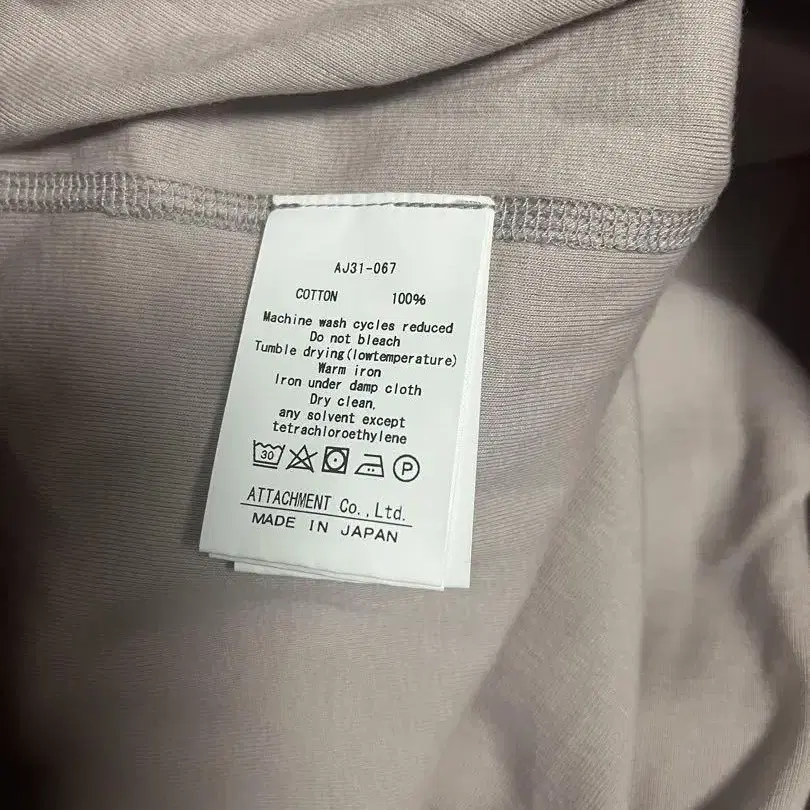 AJ31-067
COTTON 100%
Machine wash cycles reduced
Do not bleach
Tumble drying(lowtemperature)
Warm iron
Iron under damp cloth
Dry clean,
any solvent except
tetrachloroethylene
30 P
ATTACHMENT Co.,Ltd.
MADE IN JAPAN